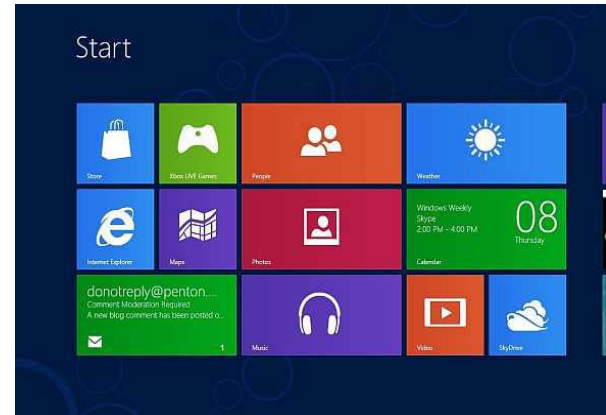 Start
Store
Xbox LIVE Games
People
Weather
Internet Explorer
Maps
Photos
Windows Weekly
Skype
2:00 PM – 4:00 PM
08
Thursday
Calendar
donotreply@penton....
Comment Moderation Required
A new blog comment has been posted o...
1
Music
Video
SkyDrive